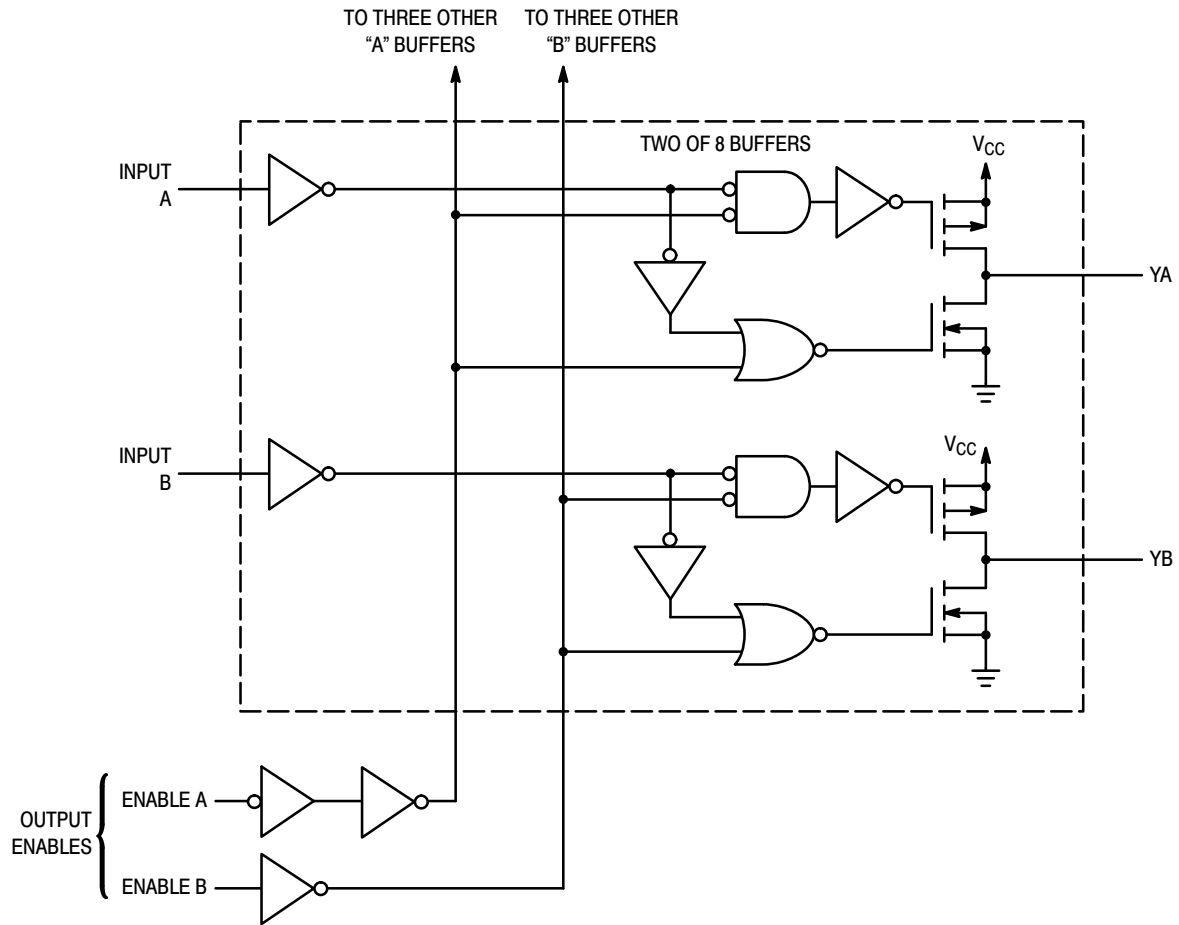 TO THREE OTHER
“A” BUFFERS
TO THREE OTHER
“B” BUFFERS
TWO OF 8 BUFFERS
VCC
INPUT
A
YA
INPUT
B
VCC
YB
OUTPUT
ENABLES
ENABLE A
ENABLE B